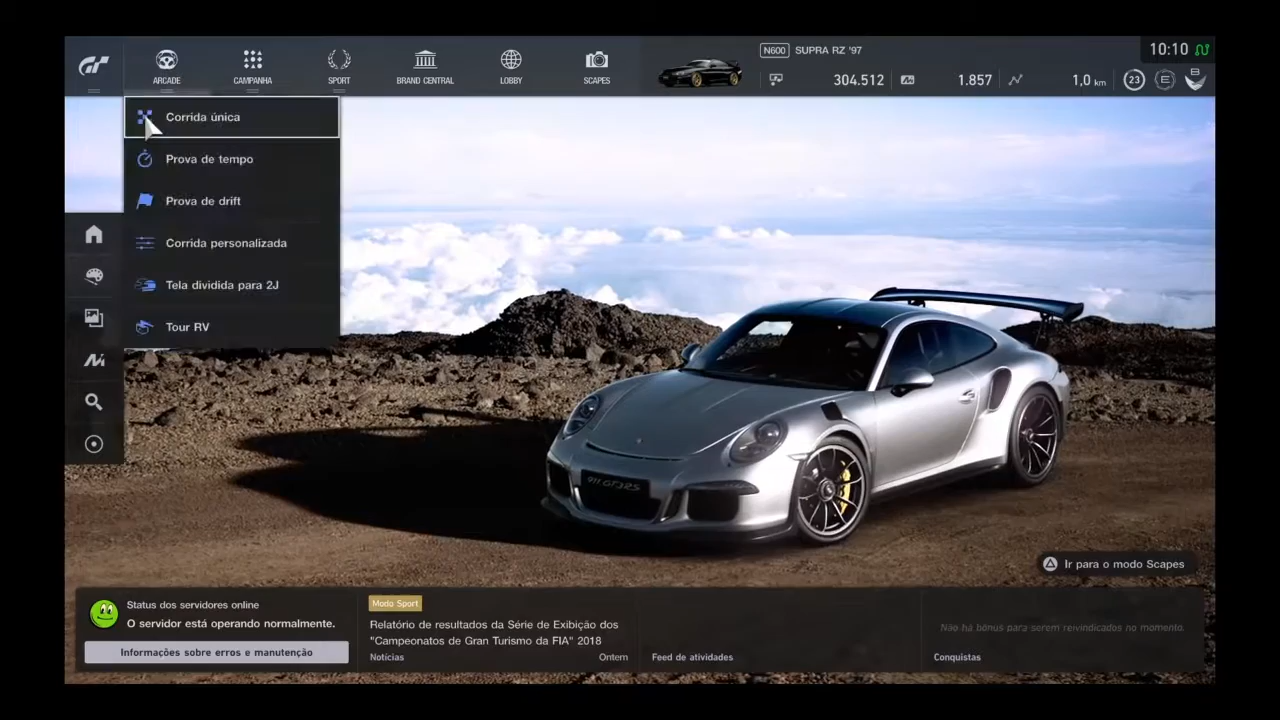 ARCADE
CAMPANHA
SPORT
BRAND CENTRAL
LOBBY
SCAPES
N600 SUPRA RZ '97
304.512
1.857
1,0 km
10:10
23
E
B
Corrida única
Prova de tempo
Prova de drift
Corrida personalizada
Tela dividida para 2J
Tour RV
911 GT3 RS
Ir para o modo Scapes
Status dos servidores online
O servidor está operando normalmente.
Informações sobre erros e manutenção
Modo Sport
Relatório de resultados da Série de Exibição dos
"Campeonatos de Gran Turismo da FIA" 2018
Notícias
Ontem
Feed de atividades
Não há bônus para serem reivindicados no momento.
Conquistas